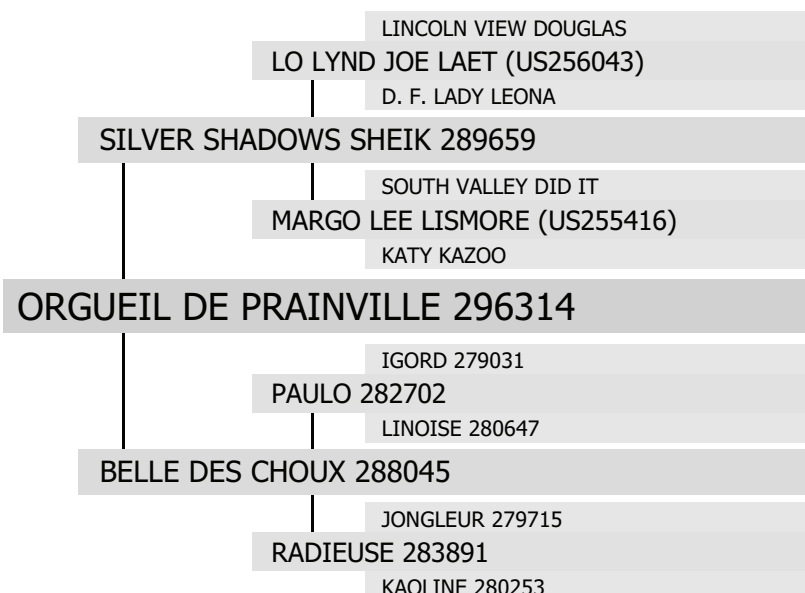 LINCOLN VIEW DOUGLAS
LO LYND JOE LAET (US256043)
D. F. LADY LEONA
SILVER SHADOWS SHEIK 289659
SOUTH VALLEY DID IT
MARGO LEE LISMORE (US255416)
KATY KAZOO
ORGUEIL DE PRAINVILLE 296314
IGORD 279031
PAULO 282702
LINOISE 280647
BELLE DES CHOUX 288045
JONGLEUR 279715
RADIEUSE 283891
KAOLINE 280253